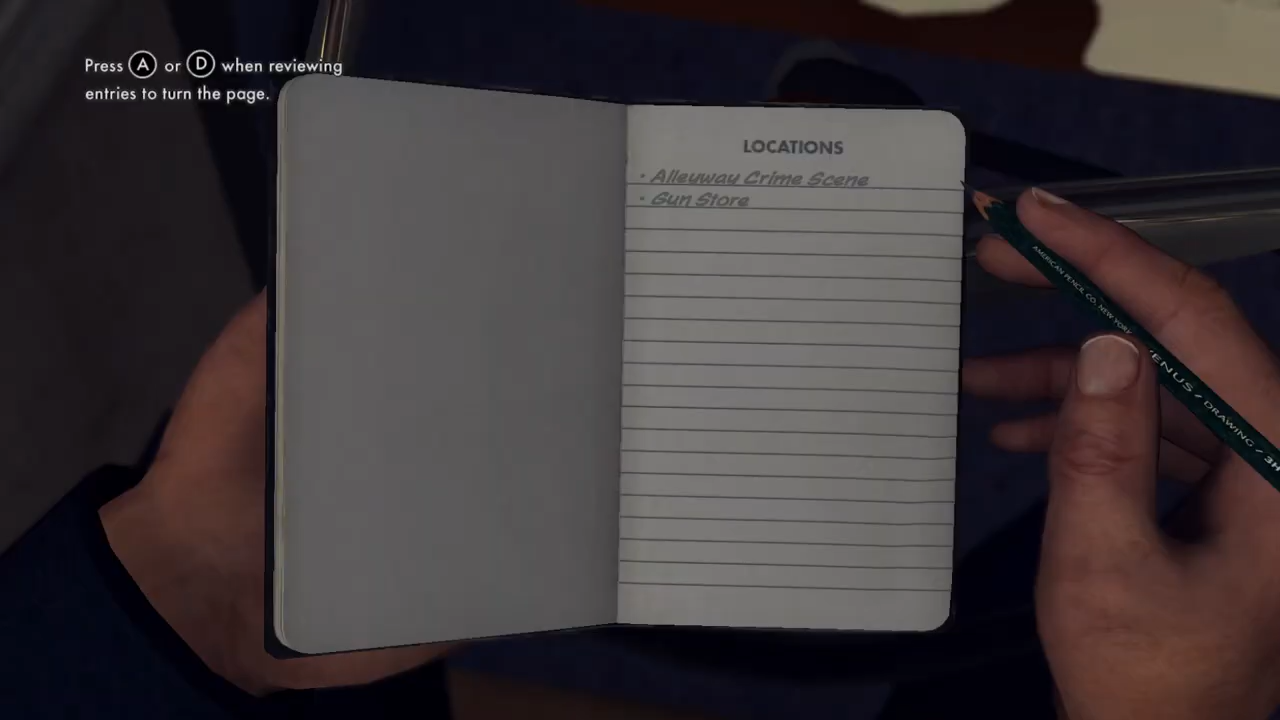 Press A or D when reviewing
entries to turn the page.
LOCATIONS
· Alleyway Crime Scene
· Gun Store
AMERICAN PENCIL CO. NEW YORK
VENUS / DRAWING / 3H